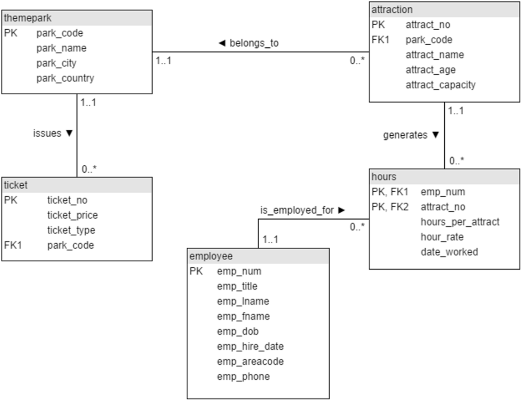 themepark
PK park_code
park_name
park_city
park_country
attraction
PK attract_no
FK1 park_code
attract_name
attract_age
attract_capacity
◄ belongs_to
1..1
0..*
1..1
issues ▼
0..*
1..1
generates ▼
0..*
ticket
PK ticket_no
ticket_price
ticket_type
FK1 park_code
hours
PK, FK1 emp_num
PK, FK2 attract_no
hours_per_attract
hour_rate
date_worked
is_employed_for ►
0..*
1..1
employee
PK emp_num
emp_title
emp_lname
emp_fname
emp_dob
emp_hire_date
emp_areacode
emp_phone